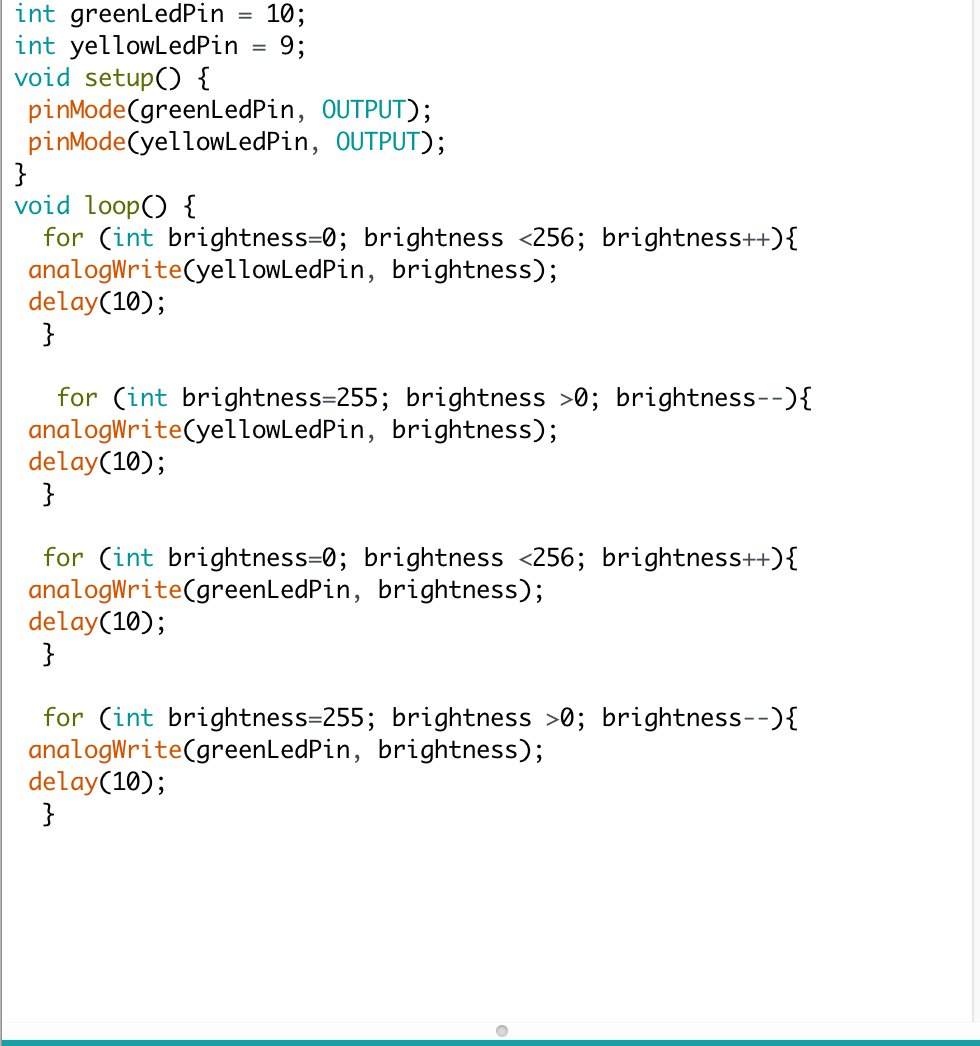 int greenLedPin = 10;
int yellowLedPin = 9;
void setup() {
 pinMode(greenLedPin, OUTPUT);
 pinMode(yellowLedPin, OUTPUT);
}
void loop() {
  for (int brightness=0; brightness <256; brightness++){
 analogWrite(yellowLedPin, brightness);
 delay(10);
  }

   for (int brightness=255; brightness >0; brightness--){
 analogWrite(yellowLedPin, brightness);
 delay(10);
  }

  for (int brightness=0; brightness <256; brightness++){
 analogWrite(greenLedPin, brightness);
 delay(10);
  }

  for (int brightness=255; brightness >0; brightness--){
 analogWrite(greenLedPin, brightness);
 delay(10);
  }